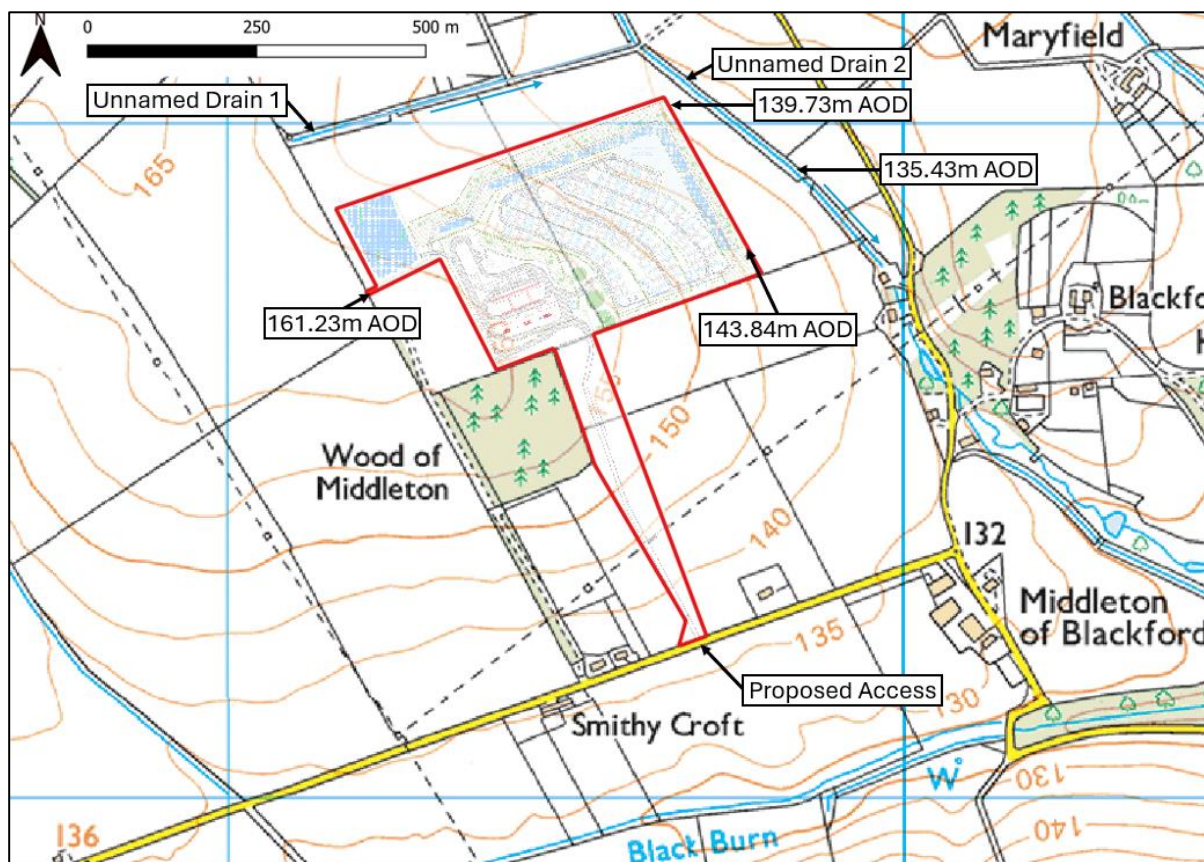 N
0 250 500 m
Maryfield
Unnamed Drain 2
Unnamed Drain 1
139.73m AOD
165
135.43m AOD
161.23m AOD
143.84m AOD
Blackfo
H
150
Wood of
Middleton
140
132
135
Middleton
of Blackford
Proposed Access
130
Smithy Croft
W
130
136
Black Burn
140